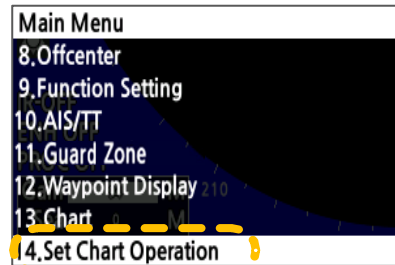 Main Menu
8.Offcenter
9.Function Setting
10.AIS/TT
11.Guard Zone
12.Waypoint Display
210
13.Chart
14.Set Chart Operation